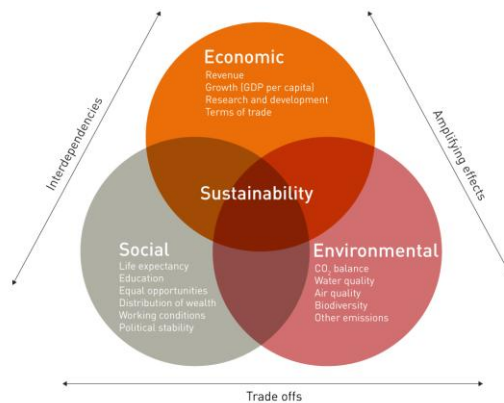 Economic
Revenue
Growth (GDP per capita)
Research and development
Terms of trade
Interdependencies
Amplifying effects
Sustainability
Social
Life expectancy
Education
Equal opportunities
Distribution of wealth
Working conditions
Political stability
Environmental
CO₂ balance
Water quality
Air quality
Biodiversity
Other emissions
Trade offs